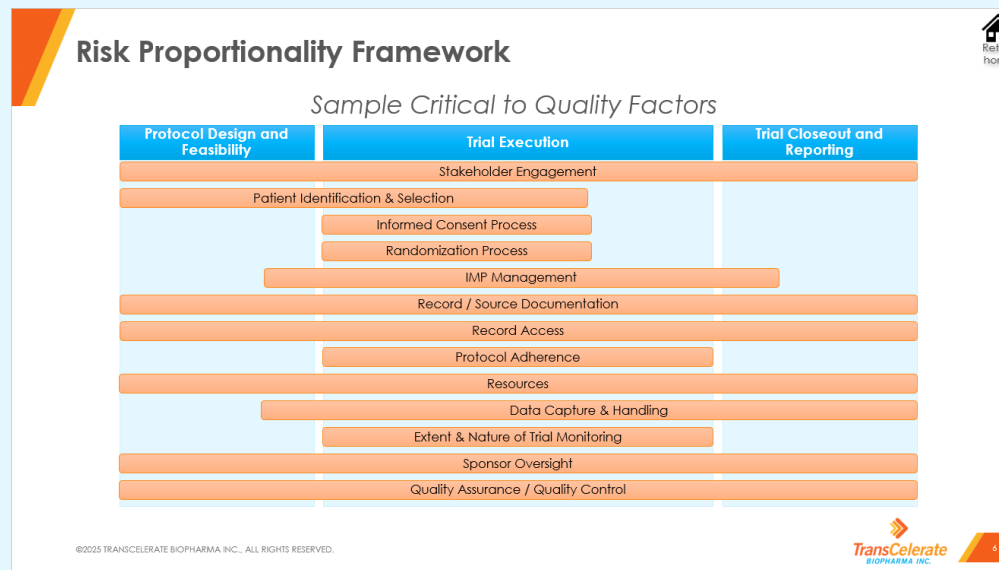 Risk Proportionality Framework
Sample Critical to Quality Factors
Protocol Design and
Feasibility
Trial Execution
Trial Closeout and
Reporting
Stakeholder Engagement
Patient Identification & Selection
Informed Consent Process
Randomization Process
IMP Management
Record / Source Documentation
Record Access
Protocol Adherence
Resources
Data Capture & Handling
Extent & Nature of Trial Monitoring
Sponsor Oversight
Quality Assurance / Quality Control
©2025 TRANSCELERATE BIOPHARMA INC., ALL RIGHTS RESERVED.
TransCelerate
BIOPHARMA INC.
6